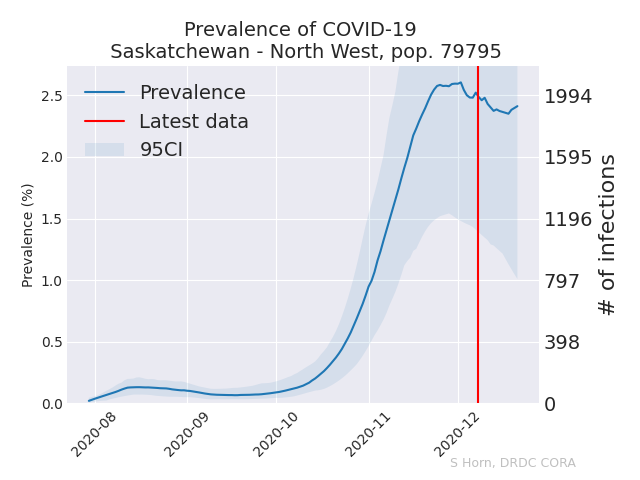 Prevalence of COVID-19
Saskatchewan - North West, pop. 79795
Prevalence
Latest data
95CI
Prevalence (%)
2.5
2.0
1.5
1.0
0.5
0.0
1994
1595
1196
797
398
0
# of infections
2020-08
2020-09
2020-10
2020-11
2020-12
S Horn, DRDC CORA